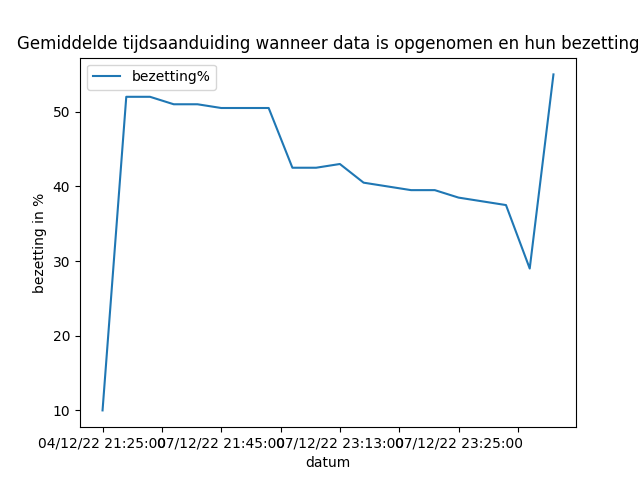 Gemiddelde tijdsaanduiding wanneer data is opgenomen en hun bezetting
bezetting%
50
40
30
20
10
bezetting in %
04/12/22 21:25:00
07/12/22 21:45:00
07/12/22 23:13:00
07/12/22 23:25:00
datum